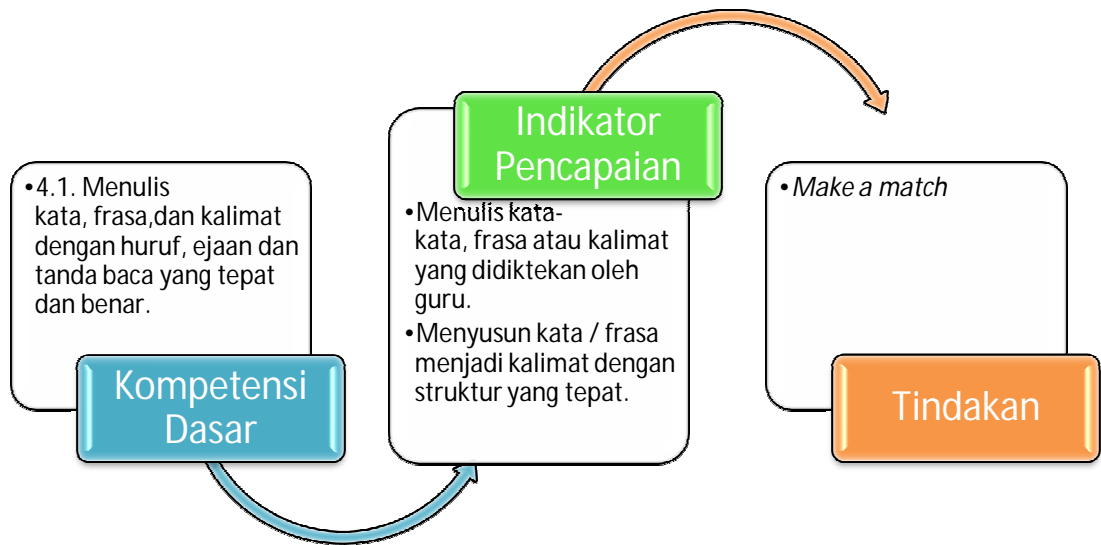 •4.1. Menulis
kata, frasa,dan kalimat
dengan huruf, ejaan dan
tanda baca yang tepat
dan benar.
Kompetensi
Dasar
Indikator
Pencapaian
•Menulis kata-
kata, frasa atau kalimat
yang didiktekan oleh
guru.
•Menyusun kata / frasa
menjadi kalimat dengan
struktur yang tepat.
•Make a match
Tindakan